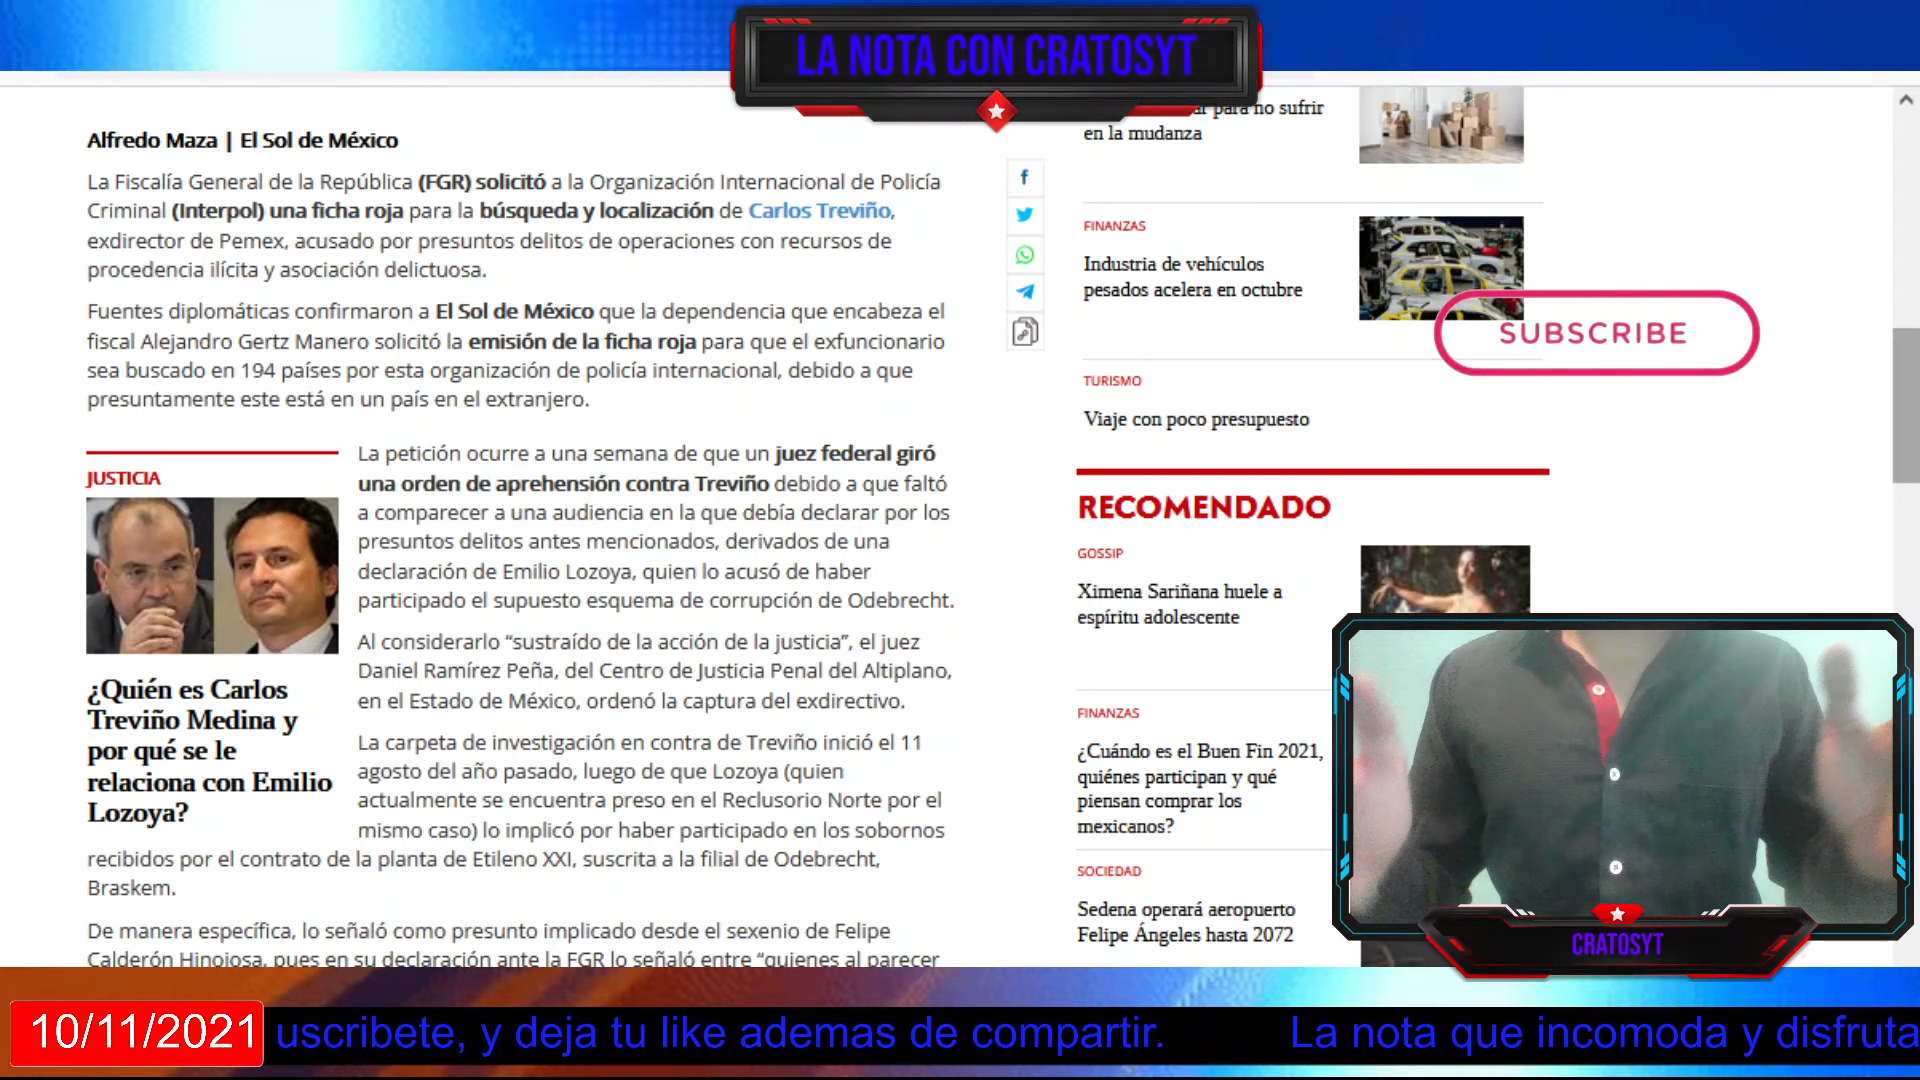 LA NOTA CON CRATOSYT
Alfredo Maza | El Sol de México
La Fiscalía General de la República (FGR) solicitó a la Organización Internacional de Policía
Criminal (Interpol) una ficha roja para la búsqueda y localización de Carlos Treviño,
exdirector de Pemex, acusado por presuntos delitos de operaciones con recursos de
procedencia ilícita y asociación delictuosa.
Fuentes diplomáticas confirmaron a El Sol de México que la dependencia que encabeza el
fiscal Alejandro Gertz Manero solicitó la emisión de la ficha roja para que el exfuncionario
sea buscado en 194 países por esta organización de policía internacional, debido a que
presuntamente este está en un país en el extranjero.
JUSTICIA
¿Quién es Carlos
Treviño Medina y
por qué se le
relaciona con Emilio
Lozoya?
La petición ocurre a una semana de que un juez federal giró
una orden de aprehensión contra Treviño debido a que faltó
a comparecer a una audiencia en la que debía declarar por los
presuntos delitos antes mencionados, derivados de una
declaración de Emilio Lozoya, quien lo acusó de haber
participado el supuesto esquema de corrupción de Odebrecht.
Al considerarlo “sustraído de la acción de la justicia”, el juez
Daniel Ramírez Peña, del Centro de Justicia Penal del Altiplano,
en el Estado de México, ordenó la captura del exdirectivo.
La carpeta de investigación en contra de Treviño inició el 11
agosto del año pasado, luego de que Lozoya (quien
actualmente se encuentra preso en el Reclusorio Norte por el
mismo caso) lo implicó por haber participado en los sobornos
recibidos por el contrato de la planta de Etileno XXI, suscrita a la filial de Odebrecht,
Braskem.
De manera específica, lo señaló como presunto implicado desde el sexenio de Felipe
Calderón Hinojosa, pues en su declaración ante la FGR lo señaló entre “quienes al parecer
para no sufrir
en la mudanza
FINANZAS
Industria de vehículos
pesados acelera en octubre
SUBSCRIBE
TURISMO
Viaje con poco presupuesto
RECOMENDADO
GOSSIP
Ximena Sariñana huele a
espíritu adolescente
FINANZAS
¿Cuándo es el Buen Fin 2021,
quiénes participan y qué
piensan comprar los
mexicanos?
SOCIEDAD
Sedena operará aeropuerto
Felipe Ángeles hasta 2072
CRATOSYT
10/11/2021 uscribete, y deja tu like ademas de compartir. La nota que incomoda y disfruta